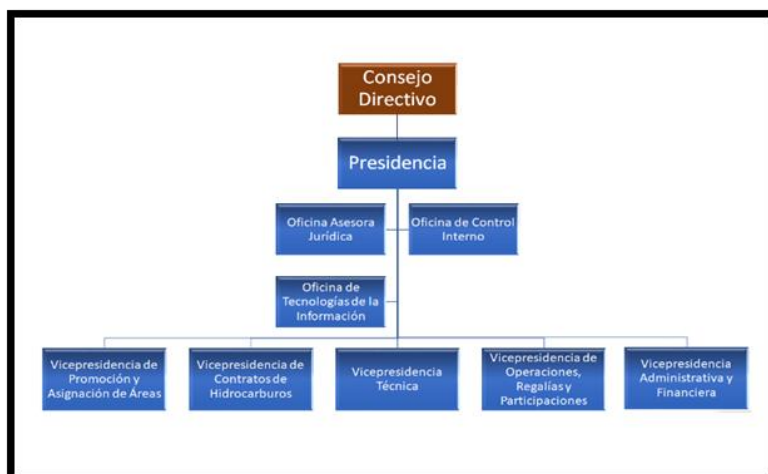 Consejo
Directivo
Presidencia
Oficina Asesora
Jurídica
Oficina de Control
Interno
Oficina de
Tecnologías de la
Información
Vicepresidencia de
Promoción y
Asignación de Áreas
Vicepresidencia de
Contratos de
Hidrocarburos
Vicepresidencia
Técnica
Vicepresidencia de
Operaciones,
Regalías y
Participaciones
Vicepresidencia
Administrativa y
Financiera